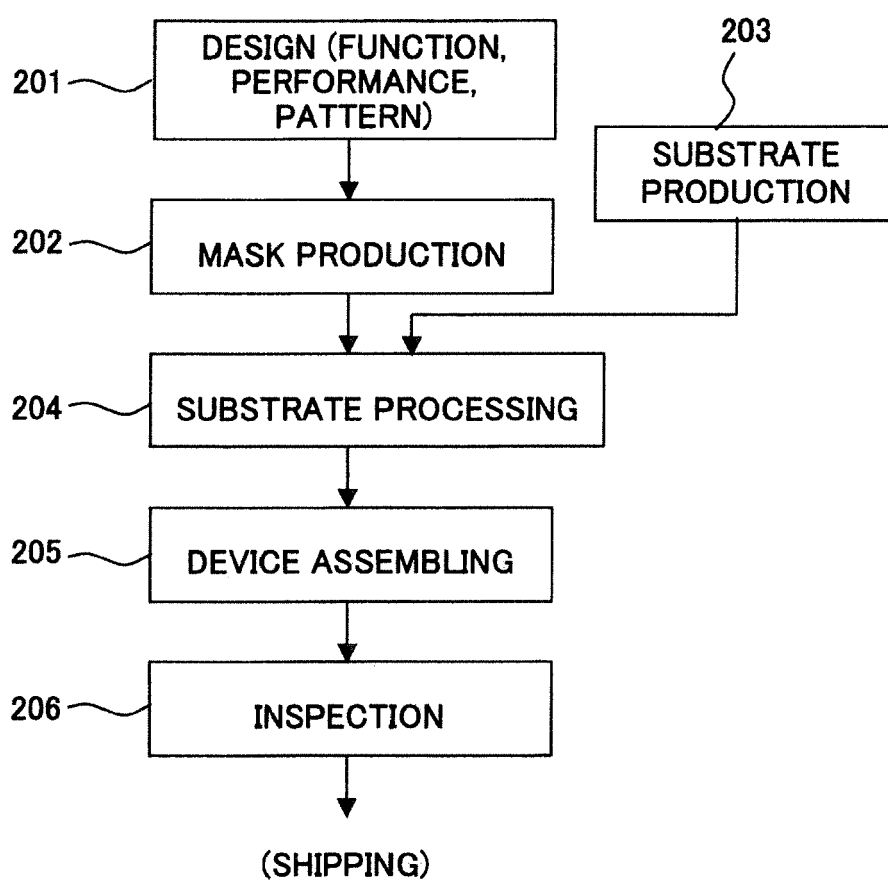 203
201
DESIGN (FUNCTION,
PERFORMANCE,
PATTERN)
SUBSTRATE
PRODUCTION
202
MASK PRODUCTION
204
SUBSTRATE PROCESSING
205
DEVICE ASSEMBLING
206
INSPECTION
(SHIPPING)